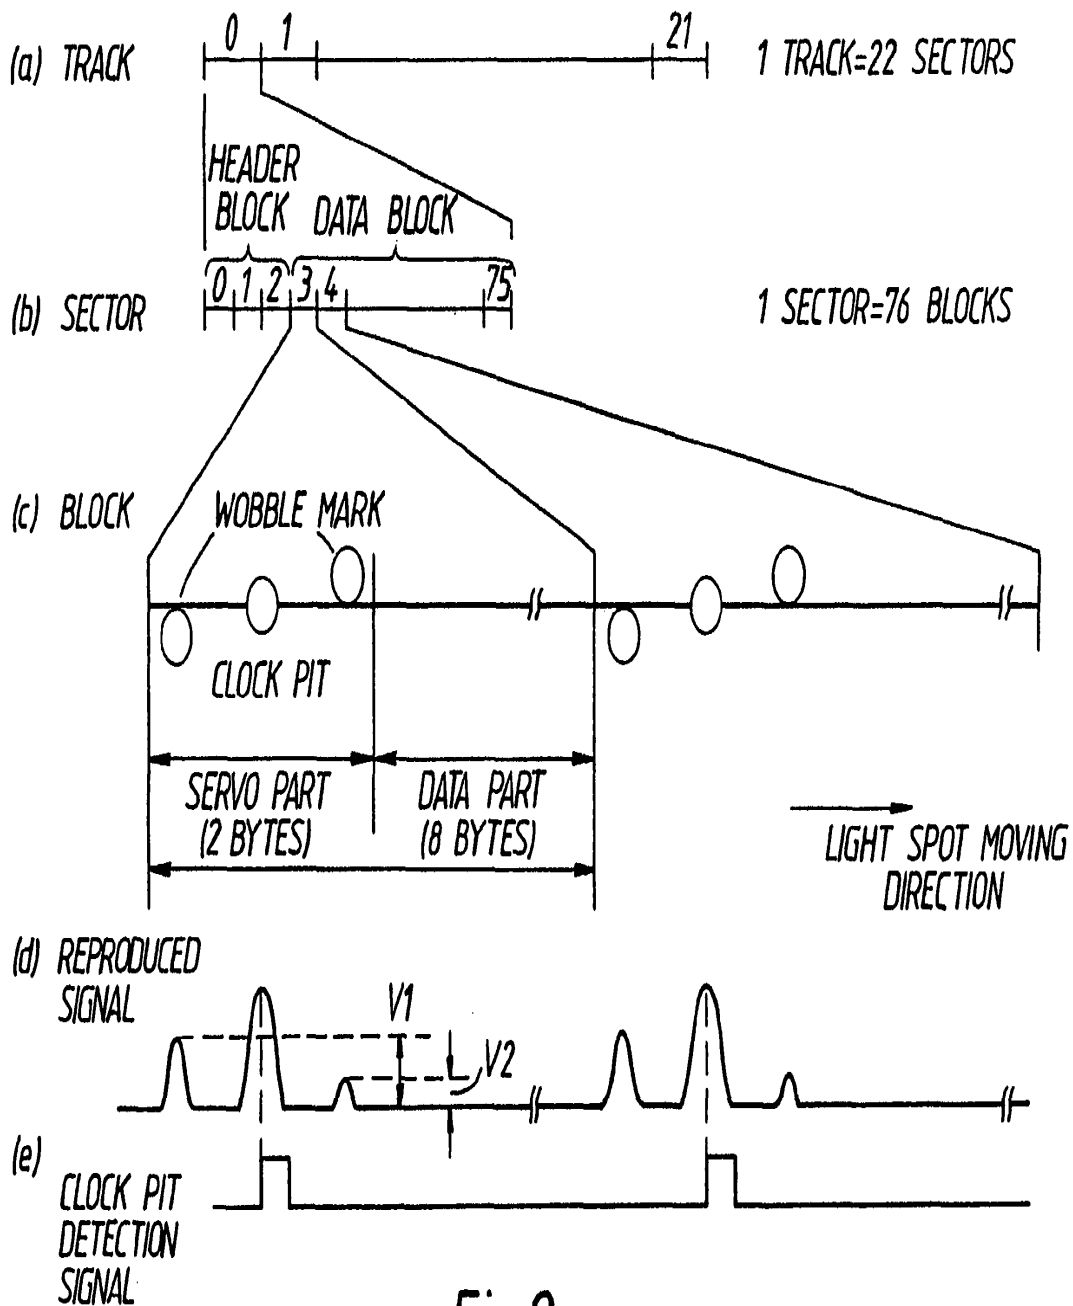 (a) TRACK 0 1 21 1 TRACK=22 SECTORS
HEADER
BLOCK DATA BLOCK
(b) SECTOR 0 1 2 3 4 75 1 SECTOR=76 BLOCKS
(c) BLOCK WOBBLE MARK
CLOCK PIT
SERVO PART
(2 BYTES)
DATA PART
(8 BYTES)
LIGHT SPOT MOVING
DIRECTION
(d) REPRODUCED
SIGNAL
V1
V2
(e)
CLOCK PIT
DETECTION
SIGNAL